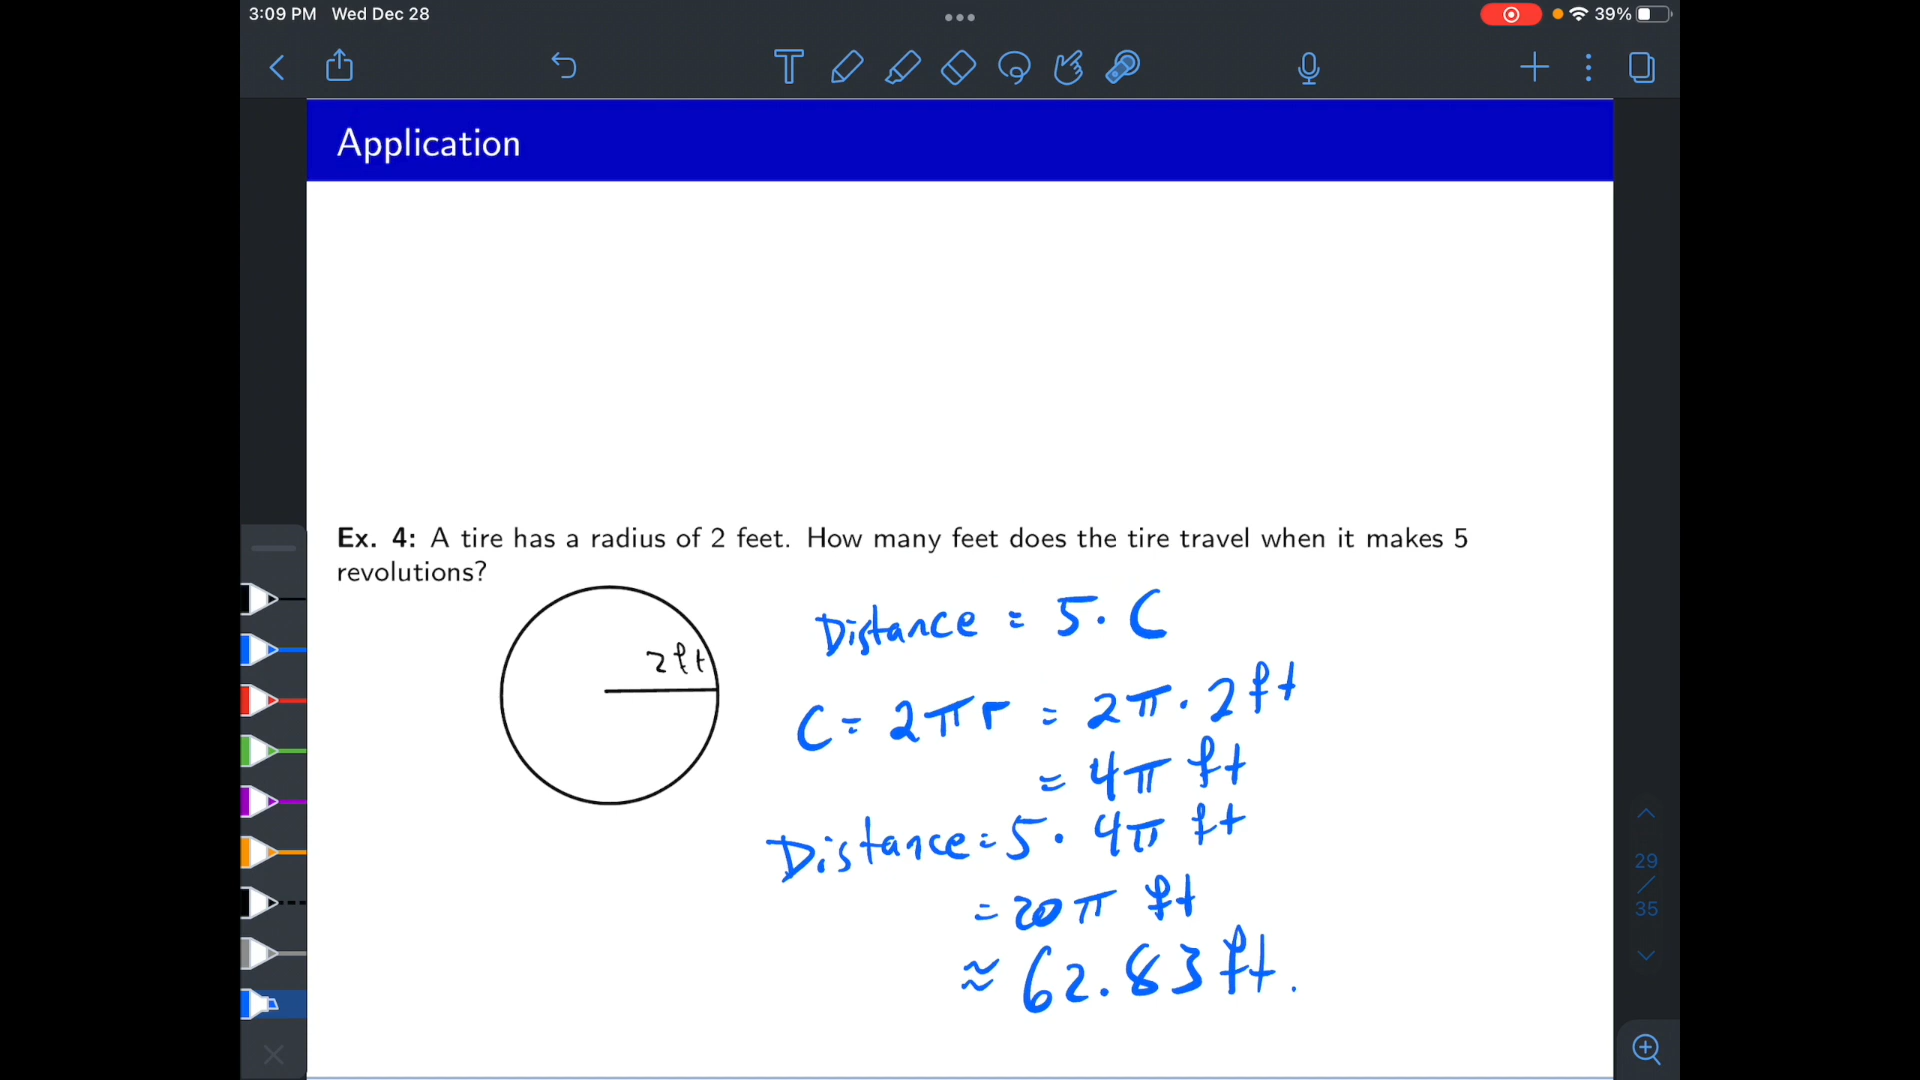 3:09 PM Wed Dec 28
39%
Application
Ex. 4: A tire has a radius of 2 feet. How many feet does the tire travel when it makes 5
revolutions?
2ft
Distance = 5 · C
C = 2πr = 2π · 2ft
= 4π ft
Distance = 5 · 4π ft
= 20π ft
≈ 62.83 ft.
29
/
35